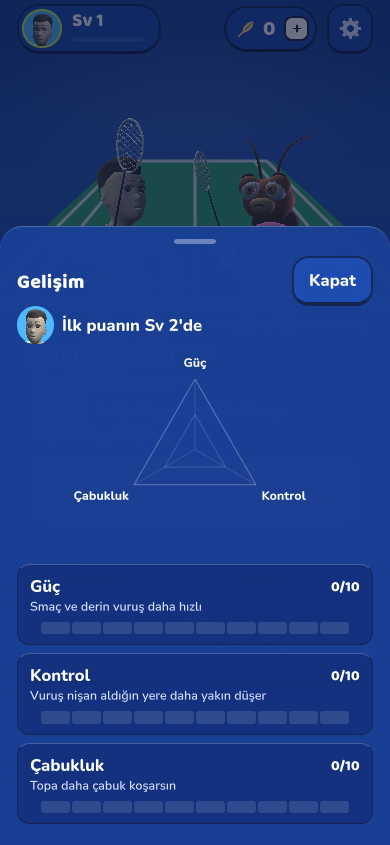 Sv 1
0
+
Gelişim
Kapat
İlk puanın Sv 2'de
Güç
Çabukluk
Kontrol
Güç
0/10
Smaç ve derin vuruş daha hızlı
Kontrol
0/10
Vuruş nişan aldığın yere daha yakın düşer
Çabukluk
0/10
Topa daha çabuk koşarsın